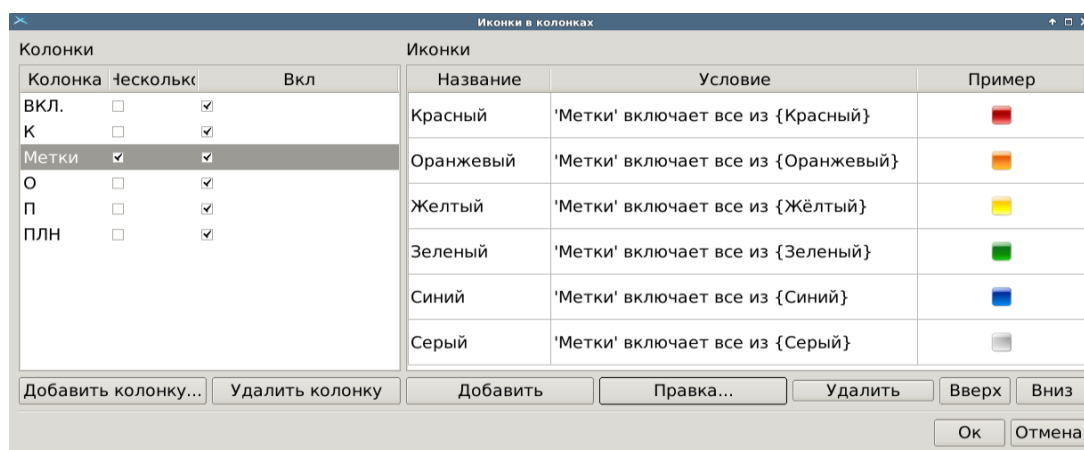 Иконки в колонках
Колонки
Иконки
Колонка Несколько Вкл
Название Условие Пример
ВКЛ.
К
Метки
О
П
ПЛН
Красный 'Метки' включает все из {Красный}
Оранжевый 'Метки' включает все из {Оранжевый}
Желтый 'Метки' включает все из {Жёлтый}
Зеленый 'Метки' включает все из {Зеленый}
Синий 'Метки' включает все из {Синий}
Серый 'Метки' включает все из {Серый}
Добавить колонку... Удалить колонку Добавить Правка... Удалить Вверх Вниз
Ок Отмена